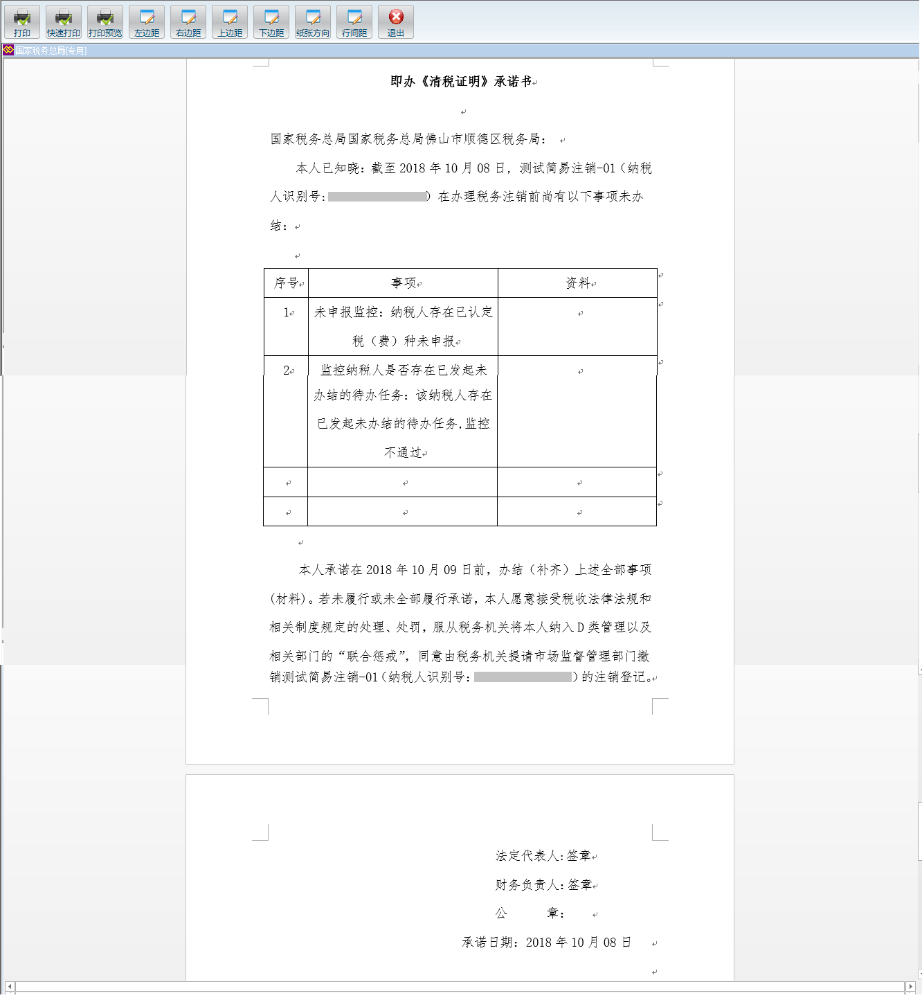 打印 快速打印 打印预览 左边距 右边距 上边距 下边距 纸张方向 行间距 退出
国家税务总局[专用]
即办《清税证明》承诺书
国家税务总局国家税务总局佛山市顺德区税务局：
本人已知晓：截至 2018 年 10 月 08 日，测试简易注销-01（纳税
人识别号: ）在办理税务注销前尚有以下事项未办
结：
序号 事项 资料
1 未申报监控：纳税人存在已认定
税（费）种未申报
2 监控纳税人是否存在已发起未
办结的待办任务：该纳税人存在
已发起未办结的待办任务,监控
不通过
本人承诺在 2018 年 10 月 09 日前，办结（补齐）上述全部事项
(材料)。若未履行或未全部履行承诺，本人愿意接受税收法律法规和
相关制度规定的处理、处罚，服从税务机关将本人纳入 D 类管理以及
相关部门的“联合惩戒”，同意由税务机关提请市场监督管理部门撤
销测试简易注销-01（纳税人识别号: ）的注销登记。
法定代表人:签章
财务负责人:签章
公 章：
承诺日期：2018 年 10 月 08 日